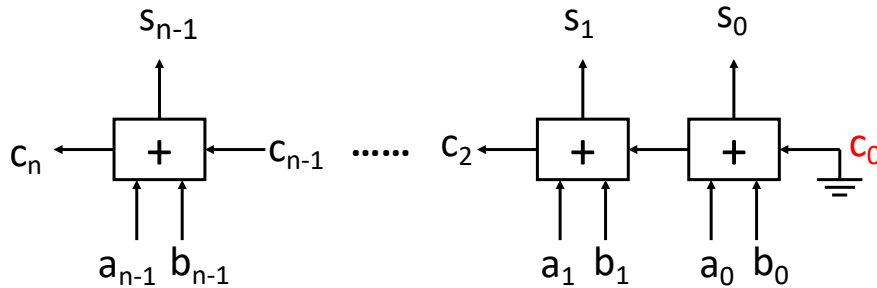 sₙ₋₁ s₁ s₀
cₙ + cₙ₋₁ ...... c₂ + + c₀
aₙ₋₁ bₙ₋₁ a₁ b₁ a₀ b₀